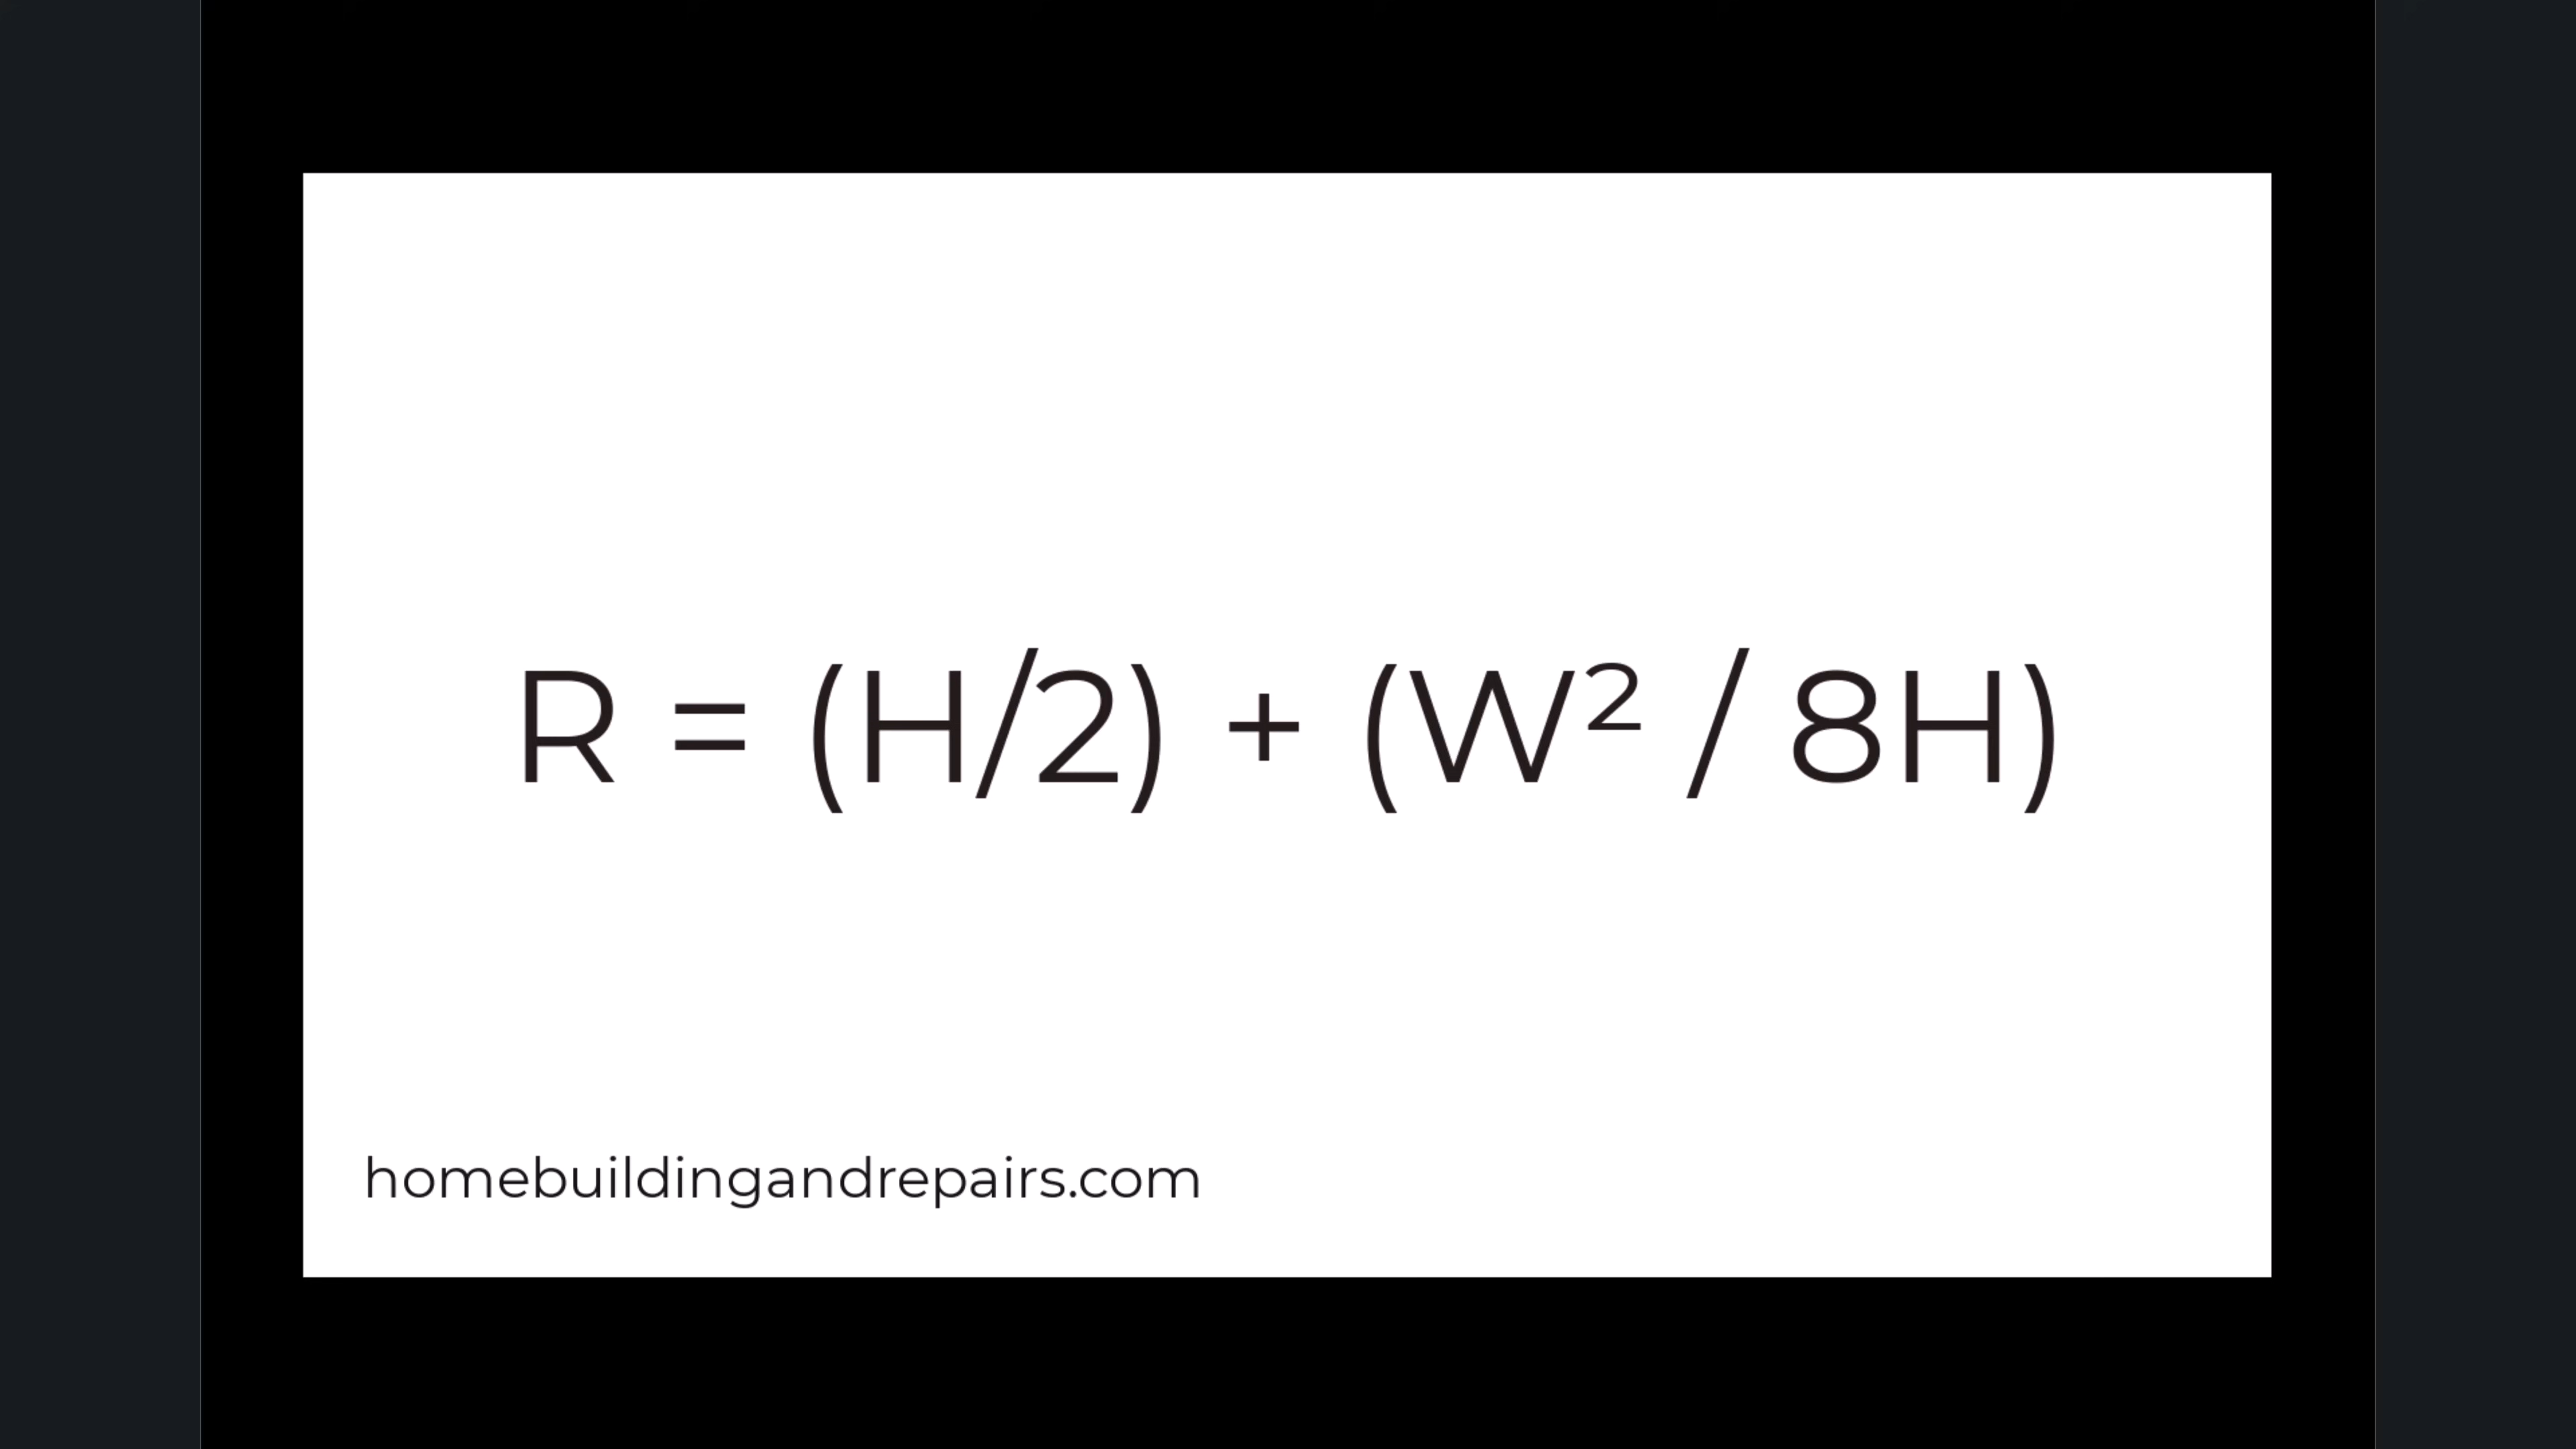 R = (H/2) + (W² / 8H)
homebuildingandrepairs.com